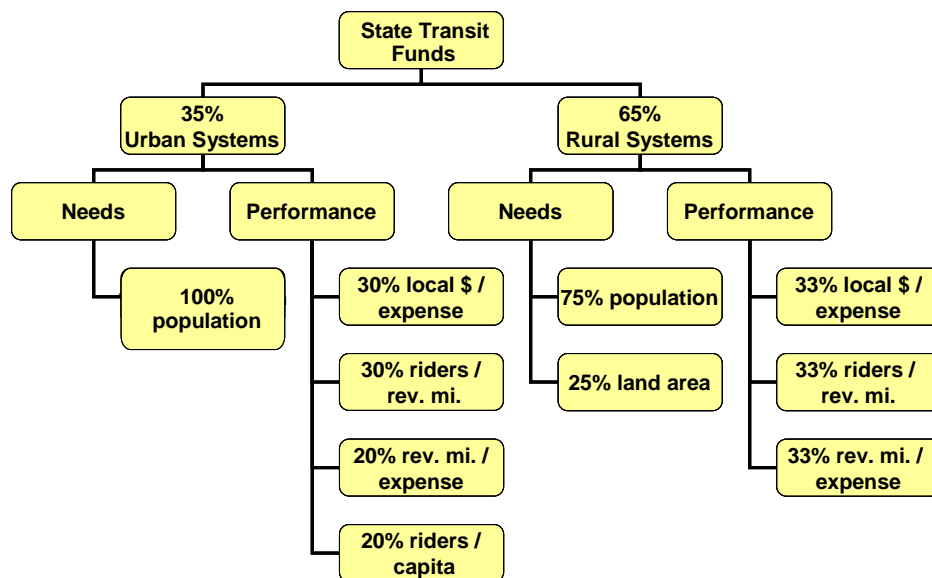 State Transit
Funds
35%
Urban Systems
65%
Rural Systems
Needs
Performance
Needs
Performance
100%
population
30% local $ /
expense
75% population
33% local $ /
expense
30% riders /
rev. mi.
25% land area
33% riders /
rev. mi.
20% rev. mi. /
expense
33% rev. mi. /
expense
20% riders /
capita